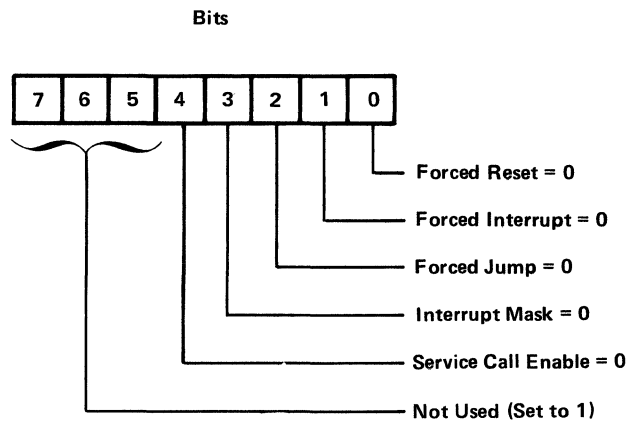 Bits
7 6 5 4 3 2 1 0
Forced Reset = 0
Forced Interrupt = 0
Forced Jump = 0
Interrupt Mask = 0
Service Call Enable = 0
Not Used (Set to 1)